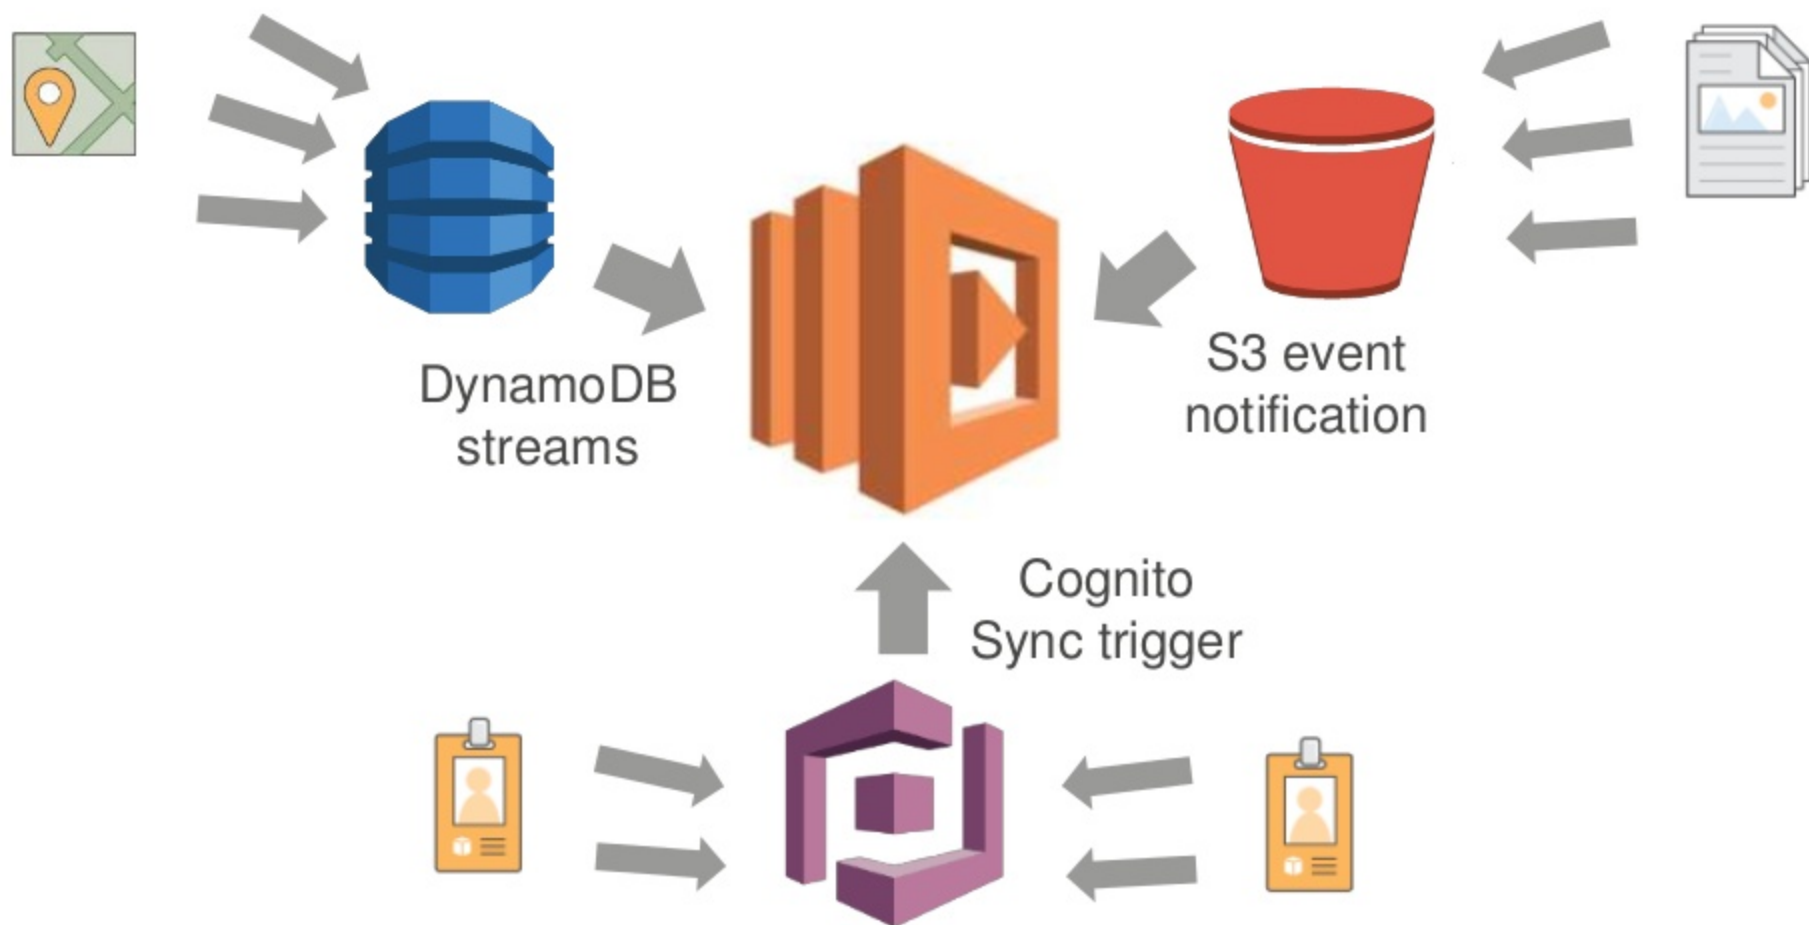 DynamoDB
streams
S3 event
notification
Cognito
Sync trigger